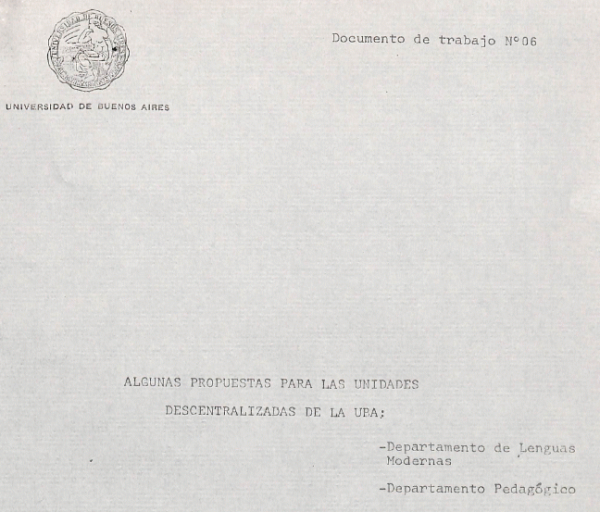 Documento de trabajo N°06
UNIVERSIDAD DE BUENOS AIRES
ALGUNAS PROPUESTAS PARA LAS UNIDADES
DESCENTRALIZADAS DE LA UBA;
-Departamento de Lenguas
Modernas
-Departamento Pedagógico